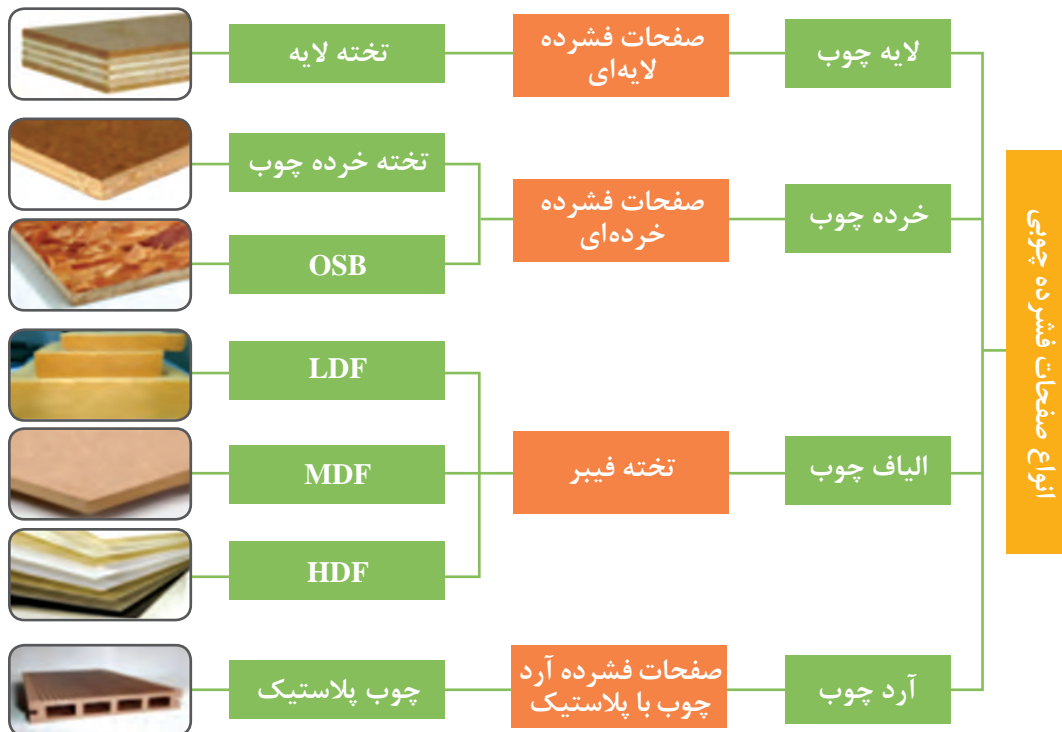 انواع صفحات فشرده چوبی
لایه چوب
صفحات فشرده
لایه‌ای
تخته لایه
خرده چوب
صفحات فشرده
خرده‌ای
تخته خرده چوب
OSB
الیاف چوب
تخته فیبر
LDF
MDF
HDF
آرد چوب
صفحات فشرده آرد
چوب با پلاستیک
چوب پلاستیک